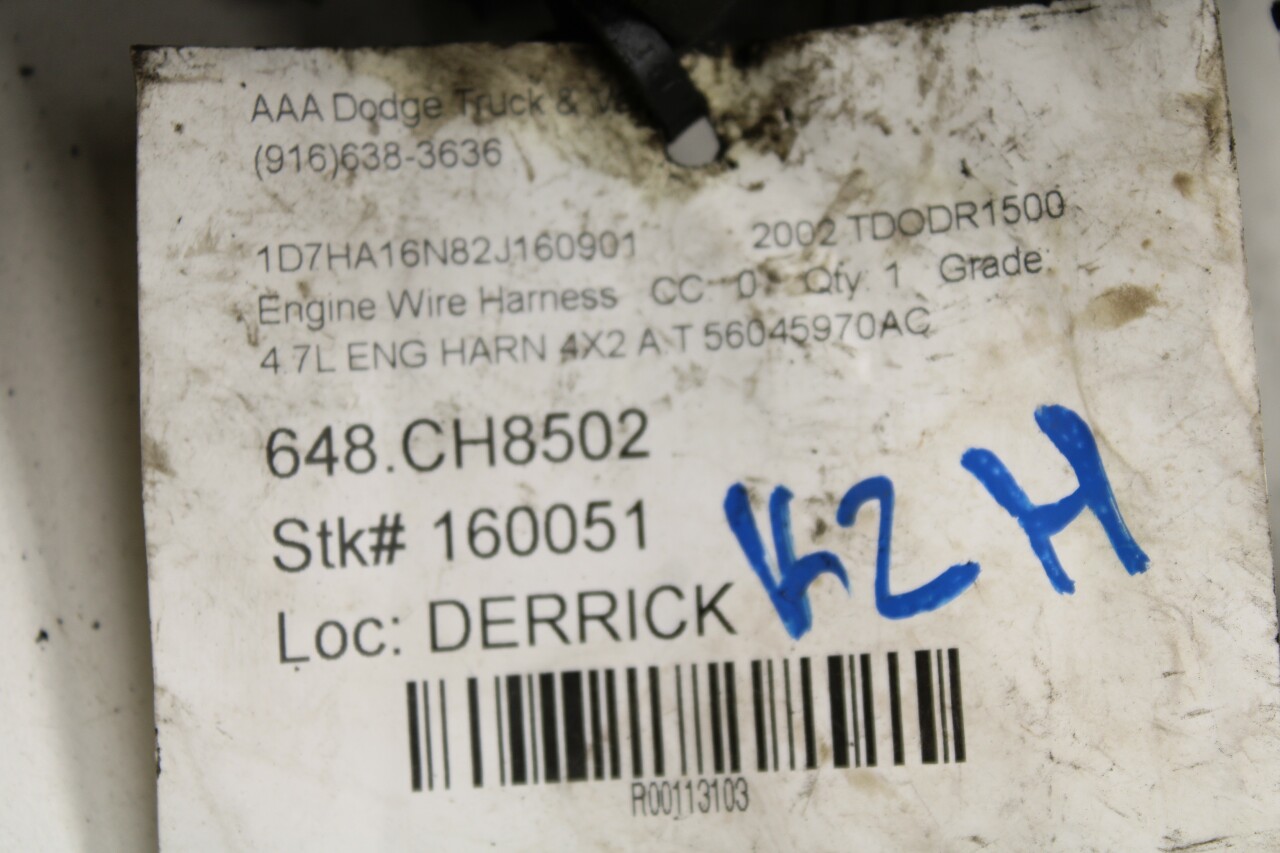 AAA Dodge Truck & Va
(916)638-3636
1D7HA16N82J160901 2002 TDODR1500
Engine Wire Harness CC: 0 Qty: 1 Grade:
4.7L ENG HARN 4X2 A T 56045970AC
648.CH8502
Stk# 160051
Loc: DERRICK
K2H
R00113103